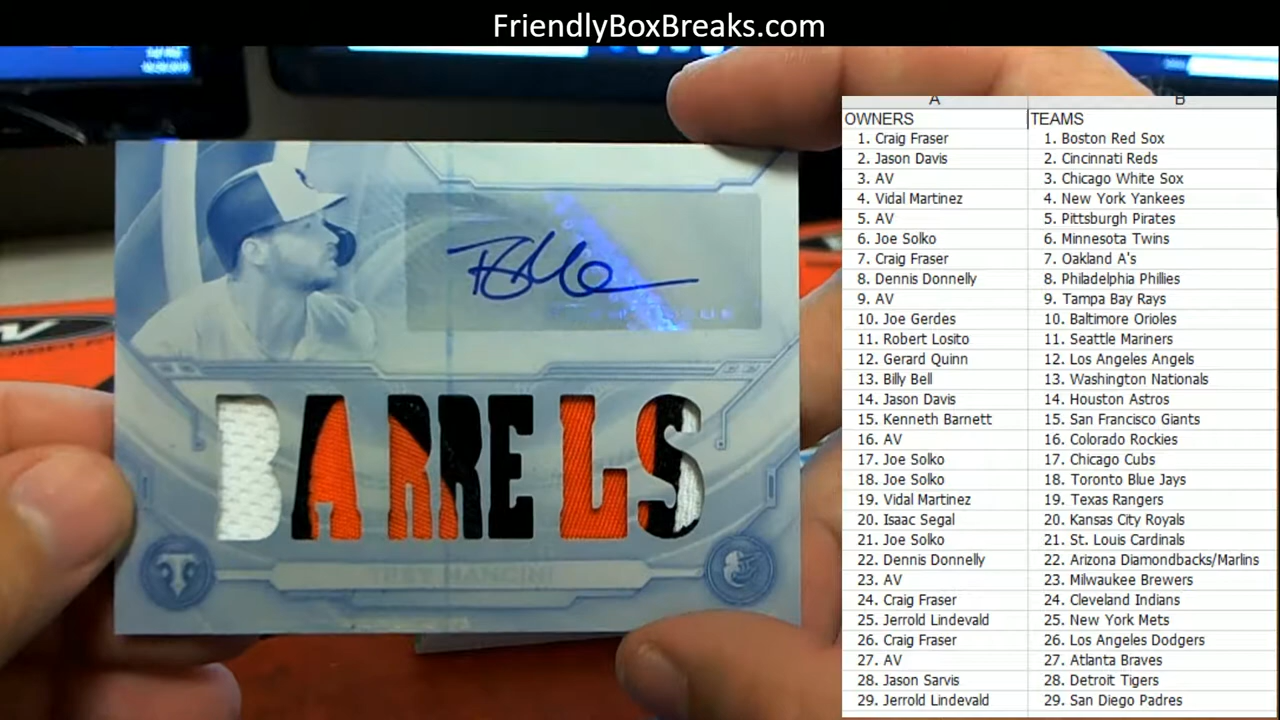 FriendlyBoxBreaks.com
A B
OWNERS TEAMS
1. Craig Fraser 1. Boston Red Sox
2. Jason Davis 2. Cincinnati Reds
3. AV 3. Chicago White Sox
4. Vidal Martinez 4. New York Yankees
5. AV 5. Pittsburgh Pirates
6. Joe Solko 6. Minnesota Twins
7. Craig Fraser 7. Oakland A's
8. Dennis Donnelly 8. Philadelphia Phillies
9. AV 9. Tampa Bay Rays
10. Joe Gerdes 10. Baltimore Orioles
11. Robert Losito 11. Seattle Mariners
12. Gerard Quinn 12. Los Angeles Angels
13. Billy Bell 13. Washington Nationals
14. Jason Davis 14. Houston Astros
15. Kenneth Barnett 15. San Francisco Giants
16. AV 16. Colorado Rockies
17. Joe Solko 17. Chicago Cubs
18. Joe Solko 18. Toronto Blue Jays
19. Vidal Martinez 19. Texas Rangers
20. Isaac Segal 20. Kansas City Royals
21. Joe Solko 21. St. Louis Cardinals
22. Dennis Donnelly 22. Arizona Diamondbacks/Marlins
23. AV 23. Milwaukee Brewers
24. Craig Fraser 24. Cleveland Indians
25. Jerrold Lindevald 25. New York Mets
26. Craig Fraser 26. Los Angeles Dodgers
27. AV 27. Atlanta Braves
28. Jason Sarvis 28. Detroit Tigers
29. Jerrold Lindevald 29. San Diego Padres
BARRELS
TREY MANCINI